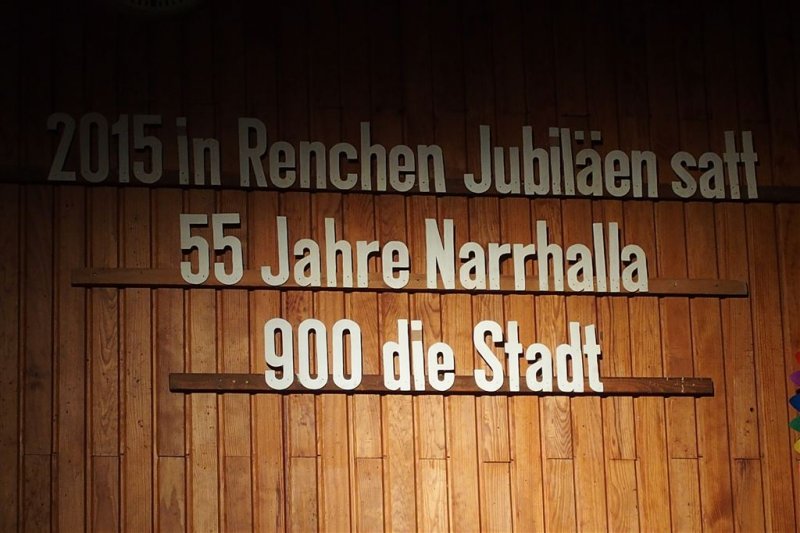 2015 in Renchen Jubiläen satt
55 Jahre Narrhalla
900 die Stadt